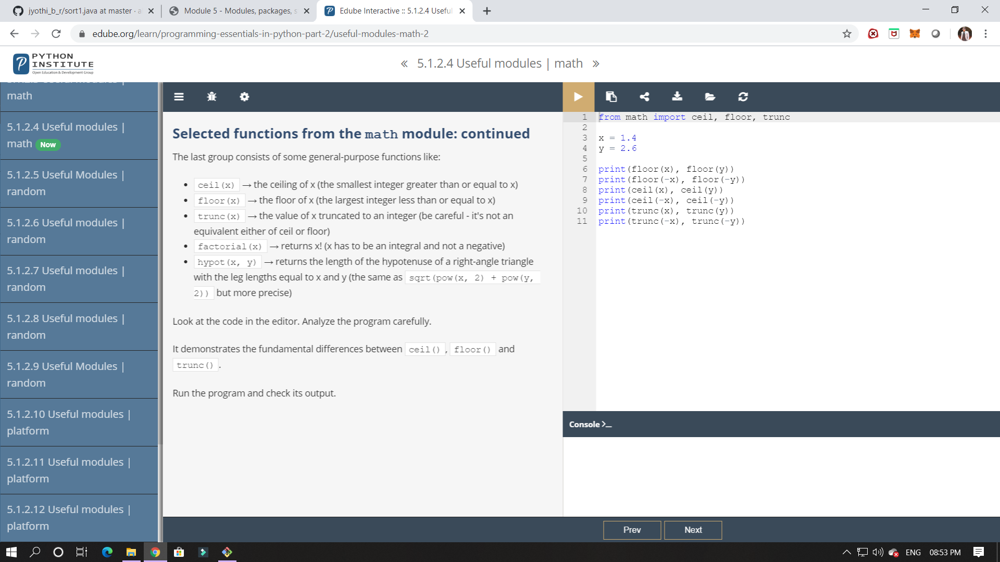 jyothi_b_r/sort1.java at master · a
Module 5 - Modules, packages, s
Edube Interactive :: 5.1.2.4 Useful
edube.org/learn/programming-essentials-in-python-part-2/useful-modules-math-2
PYTHON
INSTITUTE
Open Education & Development Group
« 5.1.2.4 Useful modules | math »
math
5.1.2.4 Useful modules |
math Now
5.1.2.5 Useful Modules |
random
5.1.2.6 Useful modules |
random
5.1.2.7 Useful modules |
random
5.1.2.8 Useful modules |
random
5.1.2.9 Useful Modules |
random
5.1.2.10 Useful modules |
platform
5.1.2.11 Useful modules |
platform
5.1.2.12 Useful modules |
platform
Selected functions from the math module: continued
The last group consists of some general-purpose functions like:
• ceil(x) → the ceiling of x (the smallest integer greater than or equal to x)
• floor(x) → the floor of x (the largest integer less than or equal to x)
• trunc(x) → the value of x truncated to an integer (be careful - it's not an
equivalent either of ceil or floor)
• factorial(x) → returns x! (x has to be an integral and not a negative)
• hypot(x, y) → returns the length of the hypotenuse of a right-angle triangle
with the leg lengths equal to x and y (the same as sqrt(pow(x, 2) + pow(y,
2)) but more precise)
Look at the code in the editor. Analyze the program carefully.
It demonstrates the fundamental differences between ceil(), floor() and
trunc().
Run the program and check its output.
1 from math import ceil, floor, trunc
2
3 x = 1.4
4 y = 2.6
5
6 print(floor(x), floor(y))
7 print(floor(-x), floor(-y))
8 print(ceil(x), ceil(y))
9 print(ceil(-x), ceil(-y))
10 print(trunc(x), trunc(y))
11 print(trunc(-x), trunc(-y))
Console >_
Prev
Next
ENG 08:53 PM